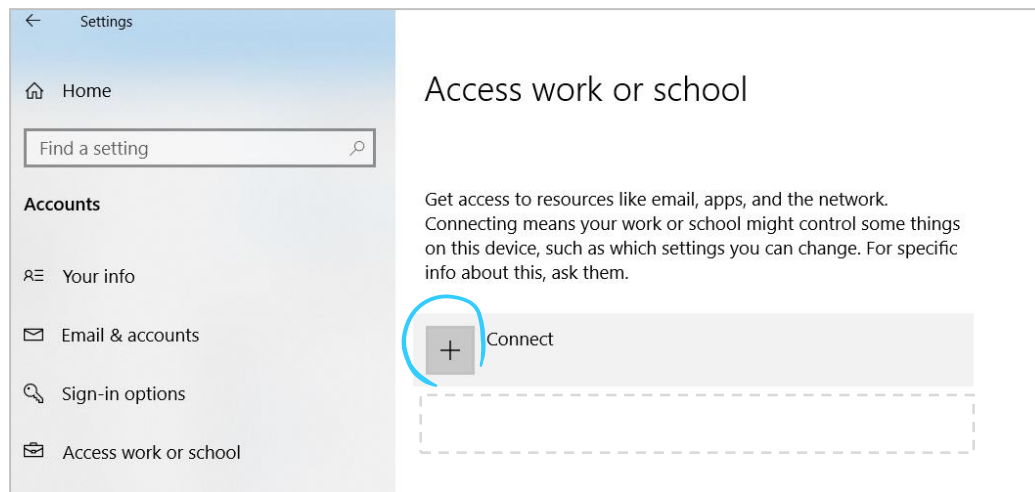 Settings
Home
Find a setting
Accounts
Your info
Email & accounts
Sign-in options
Access work or school
Access work or school
Get access to resources like email, apps, and the network.
Connecting means your work or school might control some things
on this device, such as which settings you can change. For specific
info about this, ask them.
Connect